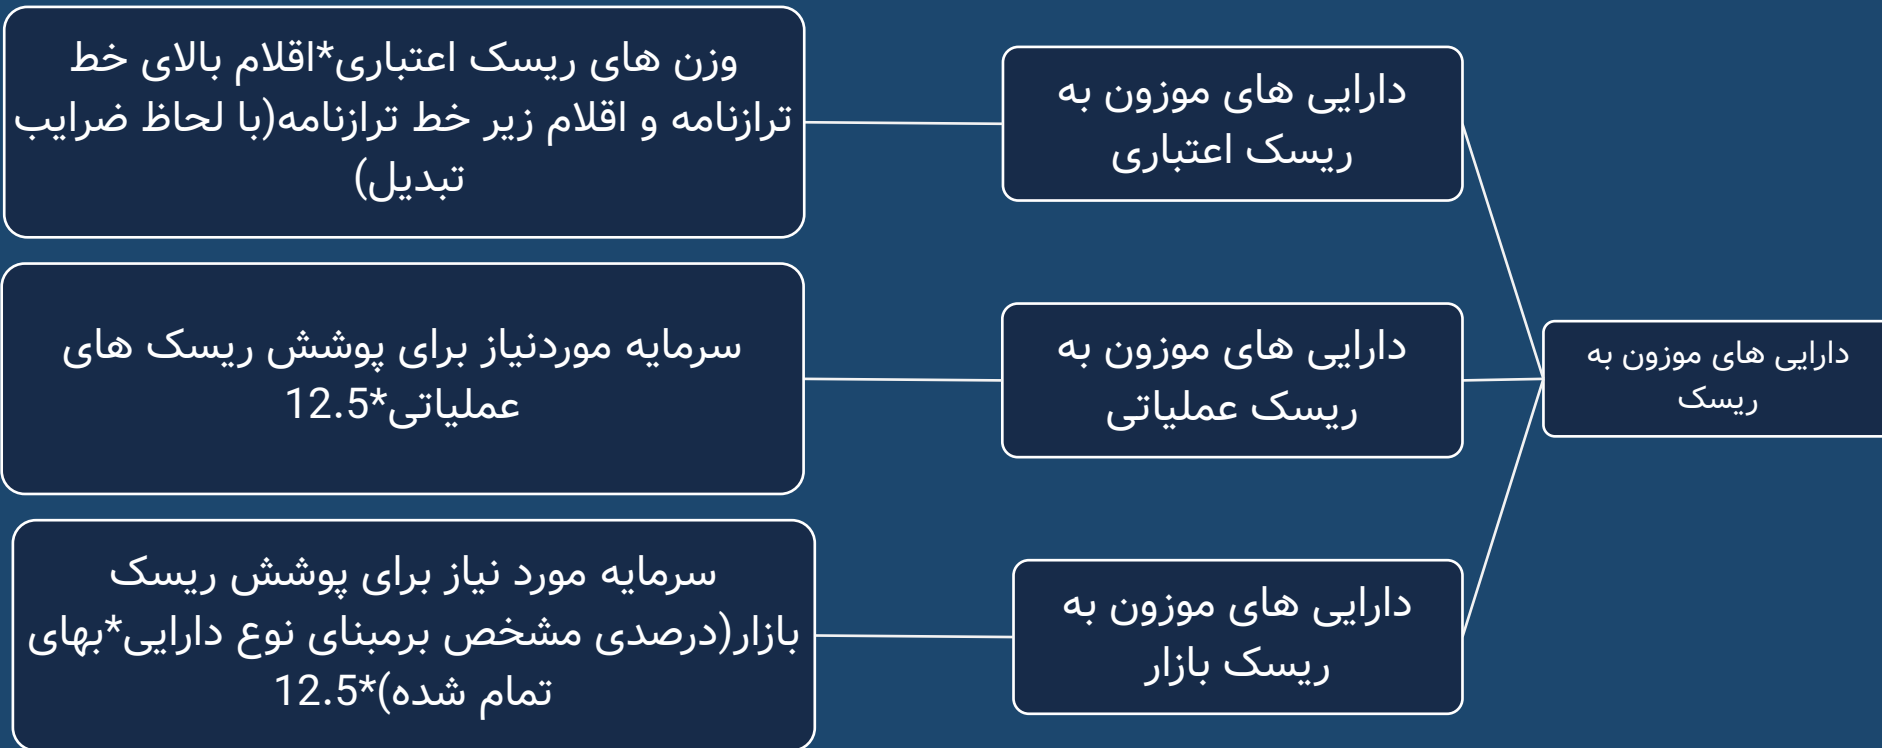 دارایی های موزون به
ریسک
دارایی های موزون به
ریسک اعتباری
وزن های ریسک اعتباری*اقلام بالای خط
ترازنامه و اقلام زیر خط ترازنامه(با لحاظ ضرایب
تبدیل)
دارایی های موزون به
ریسک عملیاتی
سرمایه موردنیاز برای پوشش ریسک های
عملیاتی*12.5
دارایی های موزون به
ریسک بازار
سرمایه مورد نیاز برای پوشش ریسک
بازار(درصدی مشخص برمبنای نوع دارایی*بهای
تمام شده)*12.5